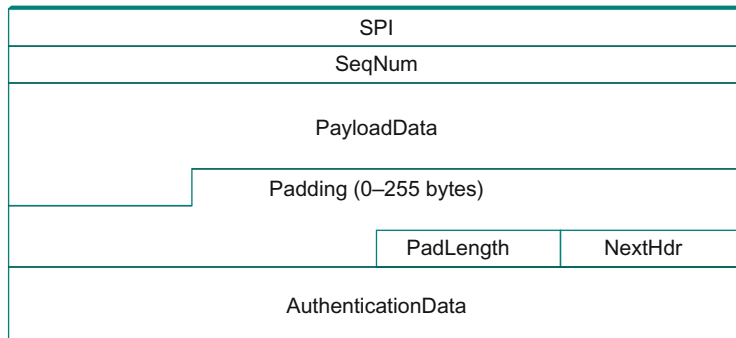 SPI
SeqNum
PayloadData
Padding (0–255 bytes)
PadLength NextHdr
AuthenticationData